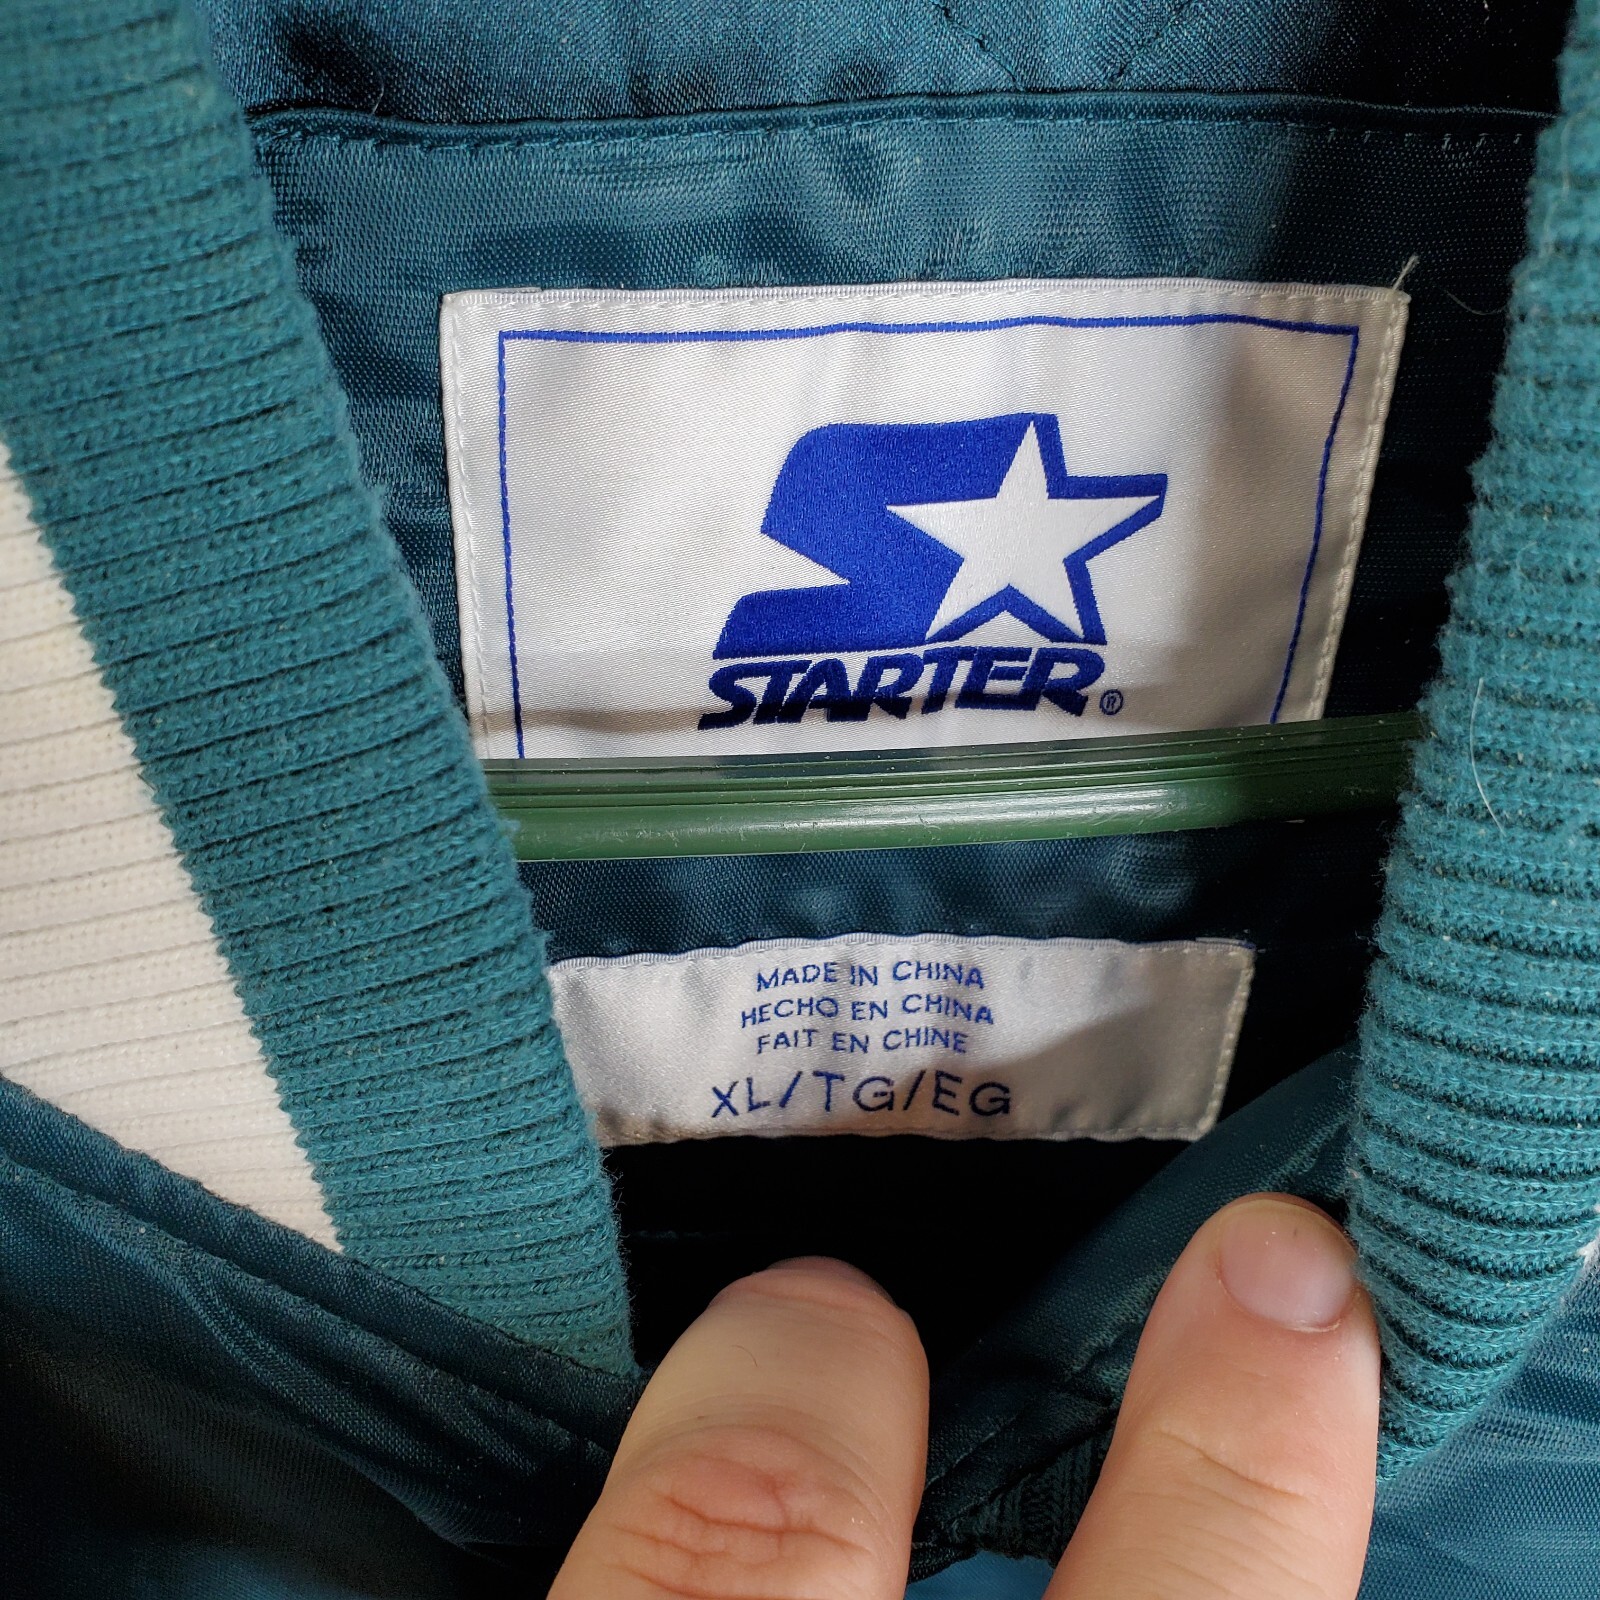 STARTER®
MADE IN CHINA
HECHO EN CHINA
FAIT EN CHINE
XL/TG/EG